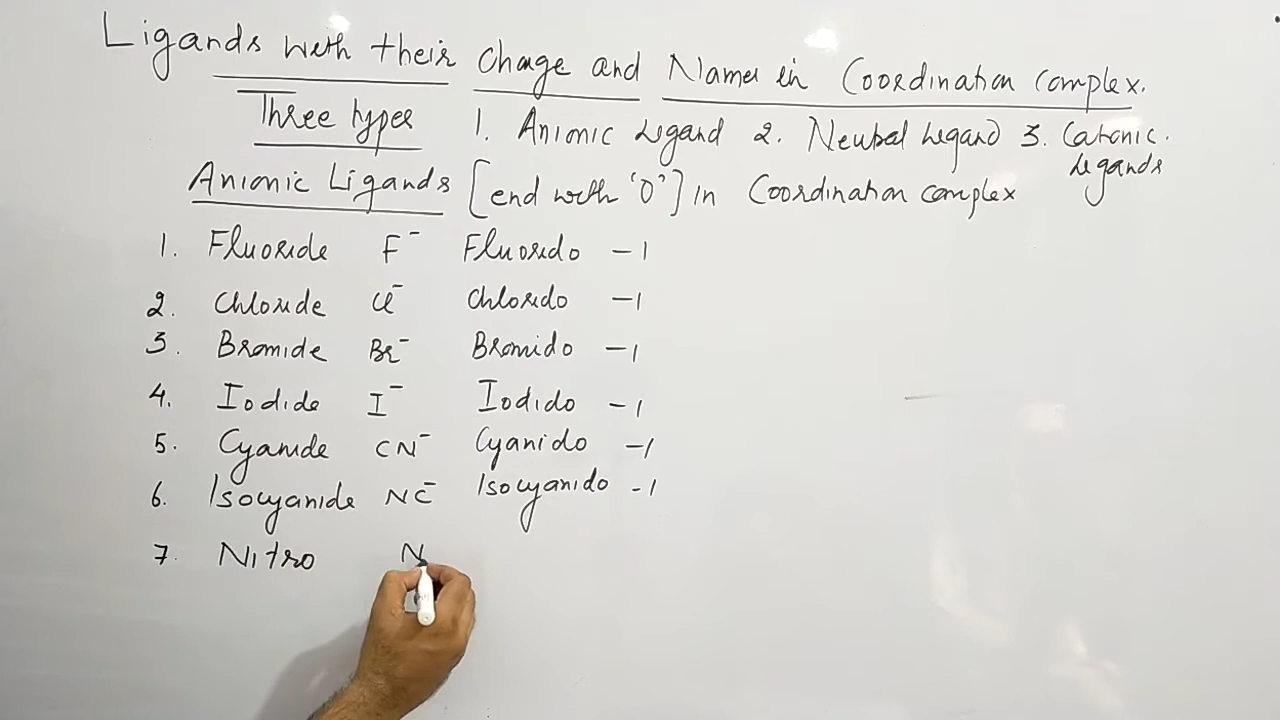 Ligands with their Charge and Names in Coordination complex.
Three types 1. Anionic Ligand 2. Neutral Ligand 3. Cationic Ligands
Anionic Ligands [end with 'O'] in Coordination complex
1. Fluoride F⁻ Fluorido -1
2. Chloride Cl⁻ Chlorido -1
3. Bromide Br⁻ Bromido -1
4. Iodide I⁻ Iodido -1
5. Cyanide CN⁻ Cyanido -1
6. Isocyanide NC⁻ Isocyanido -1
7. Nitro N